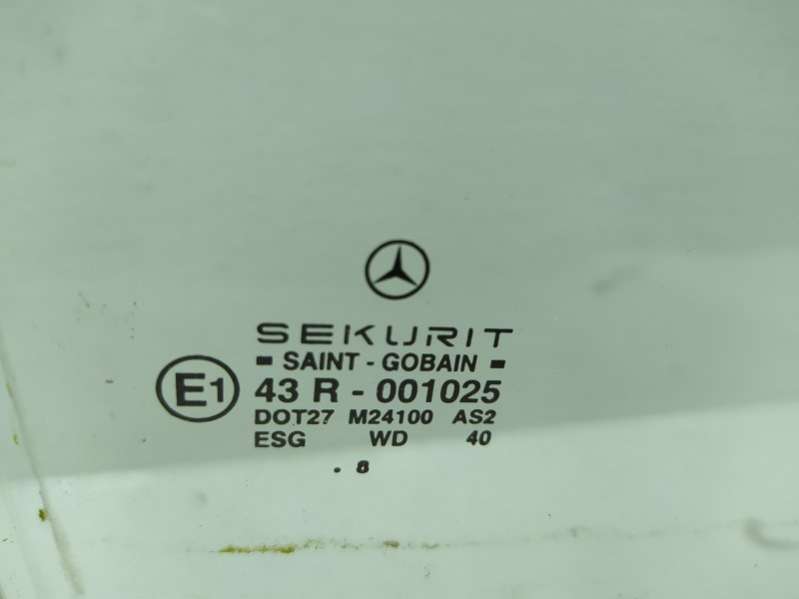 SEKURIT
SAINT - GOBAIN
E1 43 R - 001025
DOT27 M24100 AS2
ESG WD 40
. 8